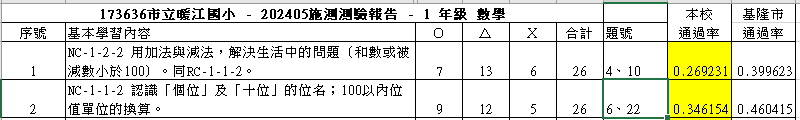 173636市立暖江國小 - 202405施測測驗報告 - 1 年級 數學
本校 基隆市
序號 基本學習內容 O △ X 合計 題號 通過率 通過率
NC-1-2-2 用加法與減法，解決生活中的問題（和數或被
1 減數小於100）。同RC-1-1-2。 7 13 6 26 4、10 0.269231 0.399623
NC-1-1-2 認識「個位」及「十位」的位名；100以內位
2 值單位的換算。 9 12 5 26 6、22 0.346154 0.460415